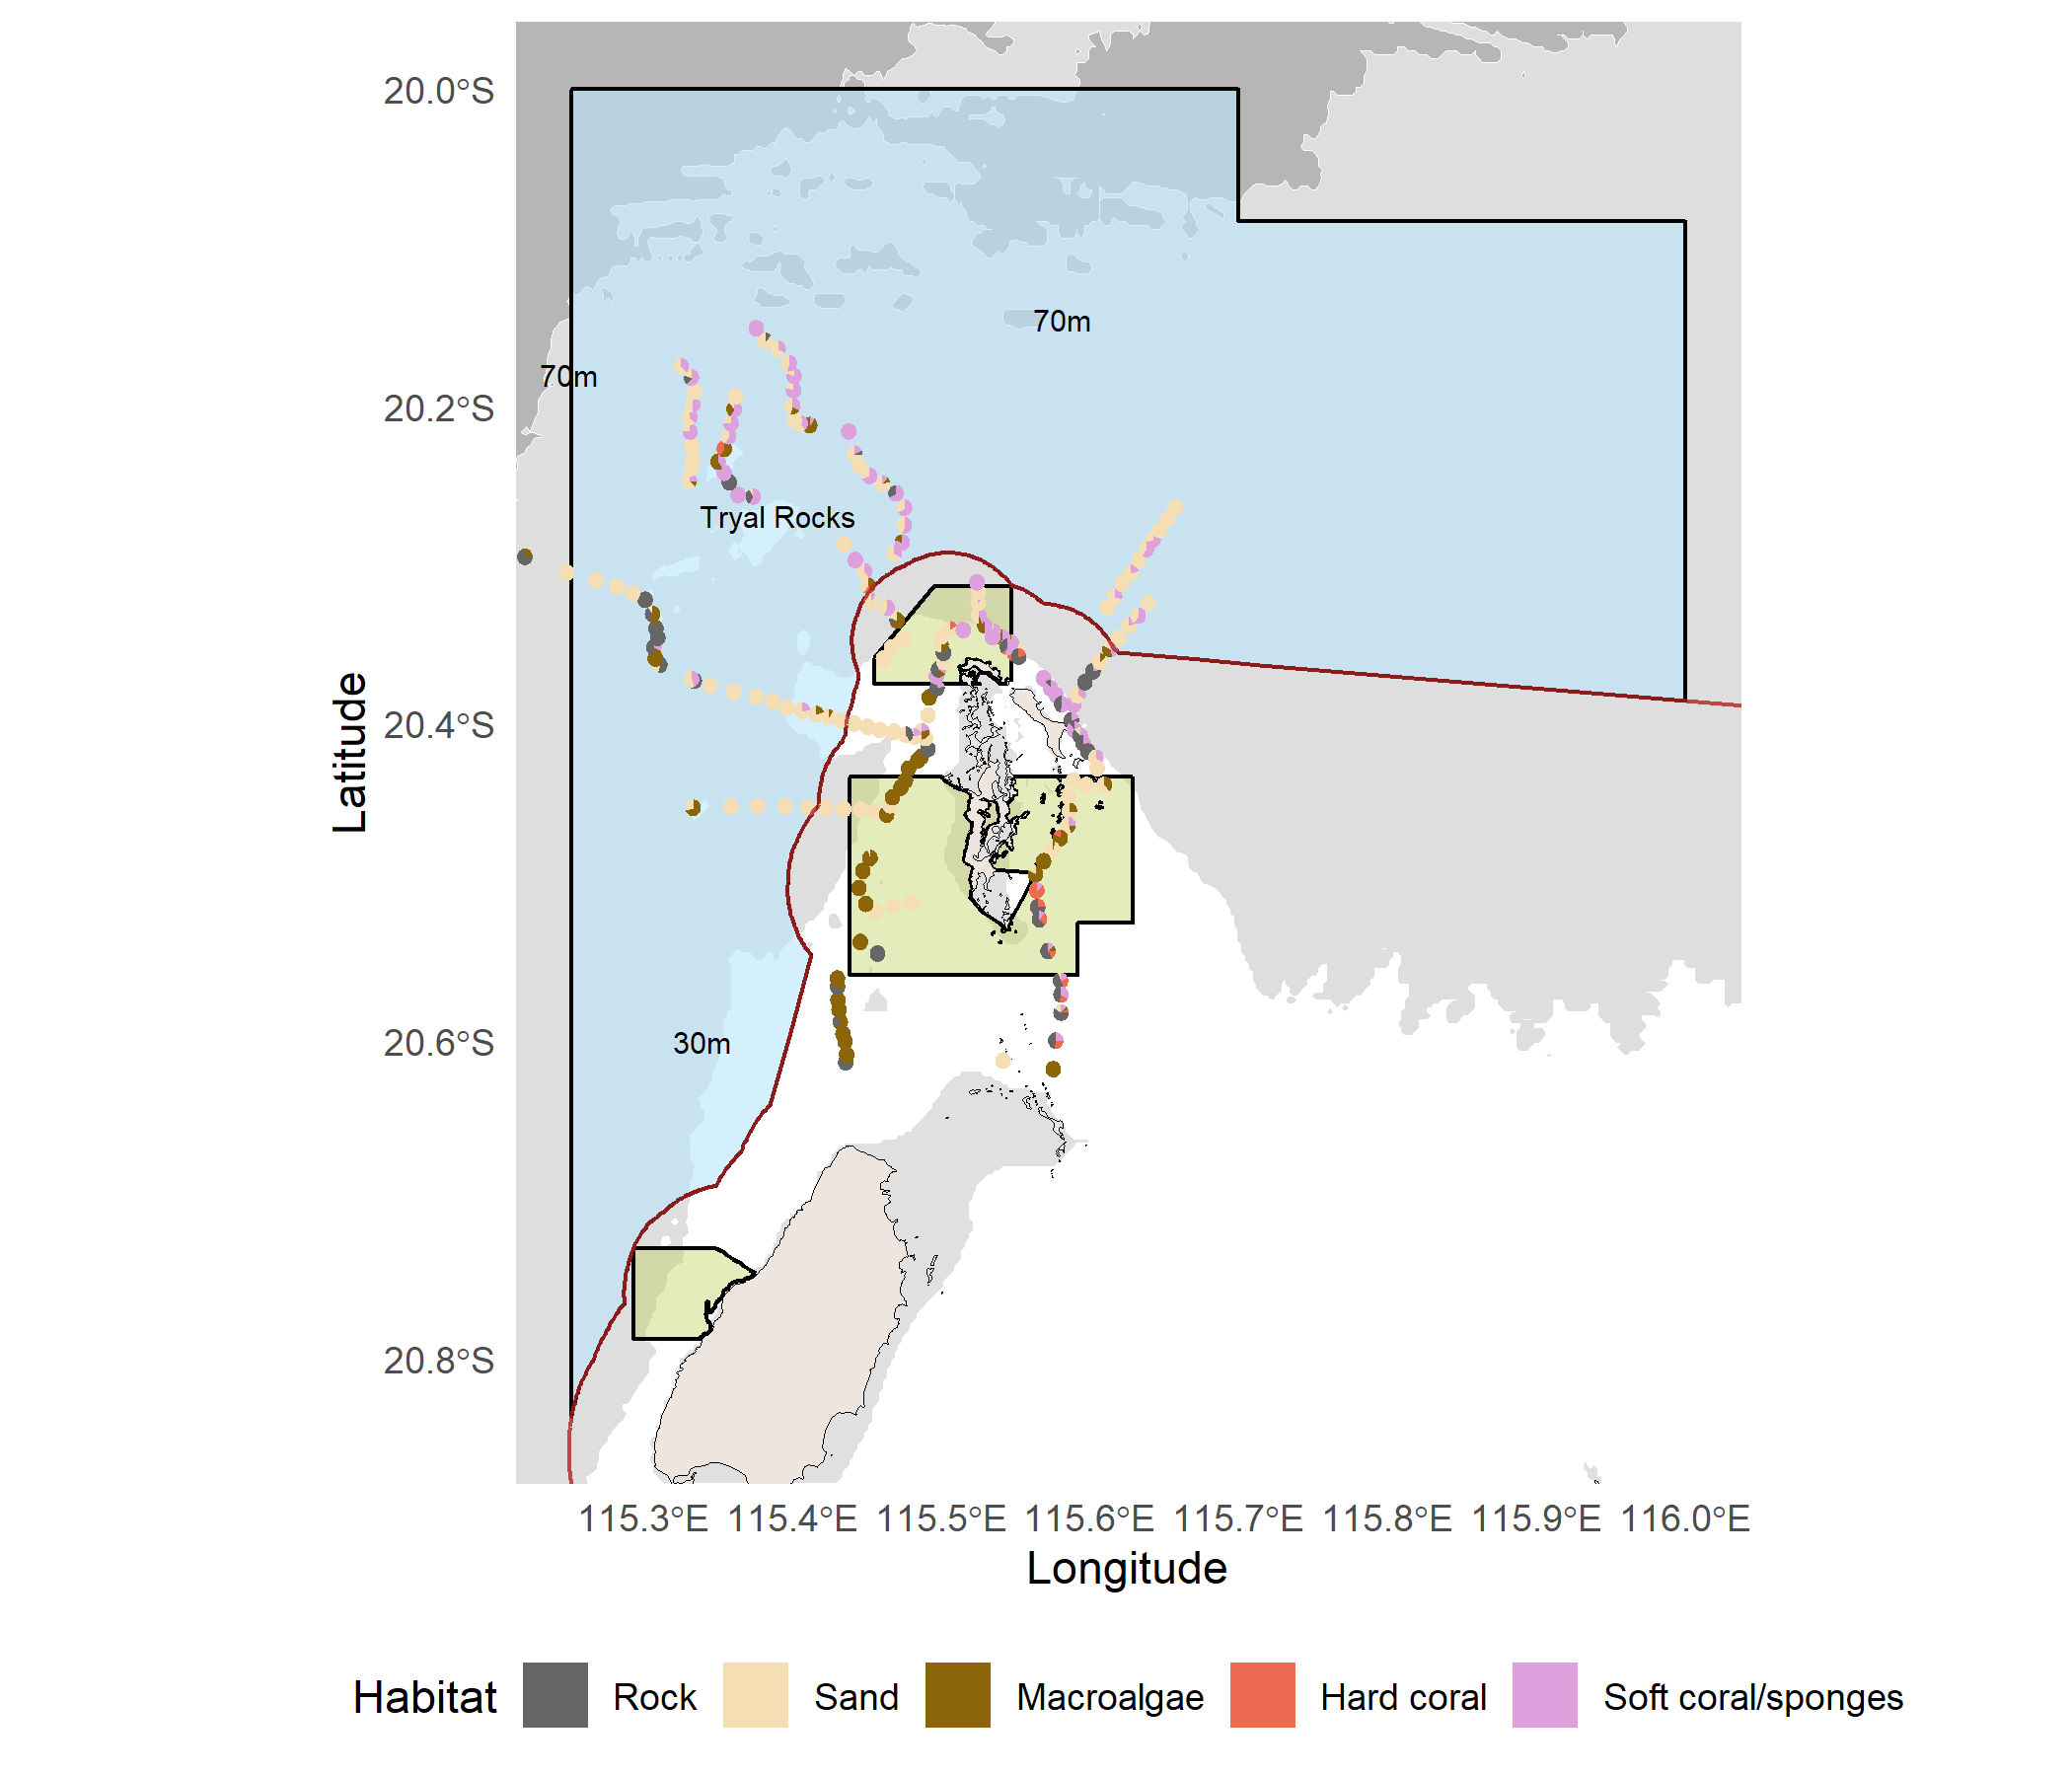 20.0°S
70m
70m
20.2°S
Tryal Rocks
20.4°S
Latitude
20.6°S
30m
20.8°S
115.3°E 115.4°E 115.5°E 115.6°E 115.7°E 115.8°E 115.9°E 116.0°E
Longitude
Habitat Rock Sand Macroalgae Hard coral Soft coral/sponges